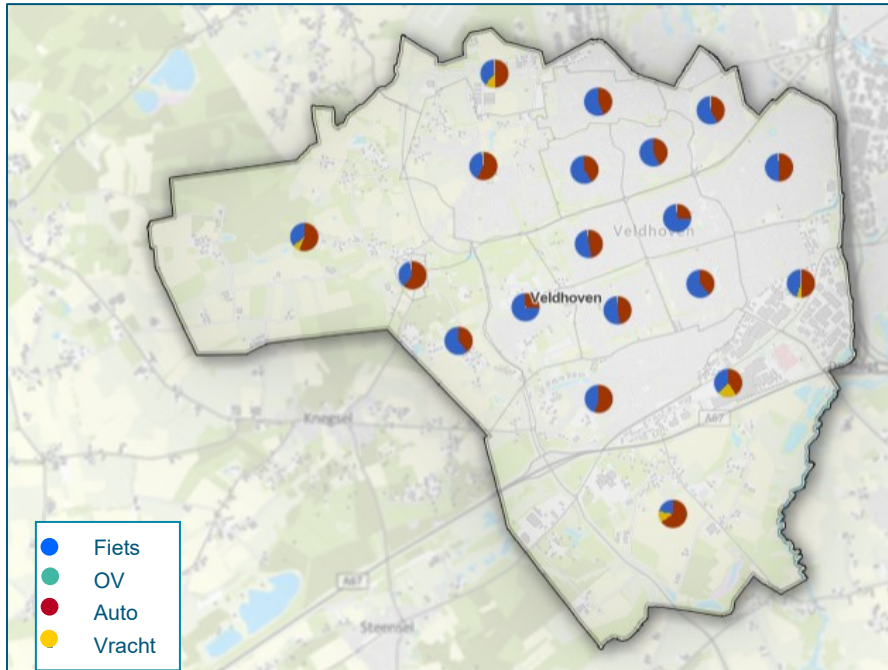 Veldhoven
Veldhoven
Knegsel
A67
A67
Steensel
Fiets
OV
Auto
Vracht